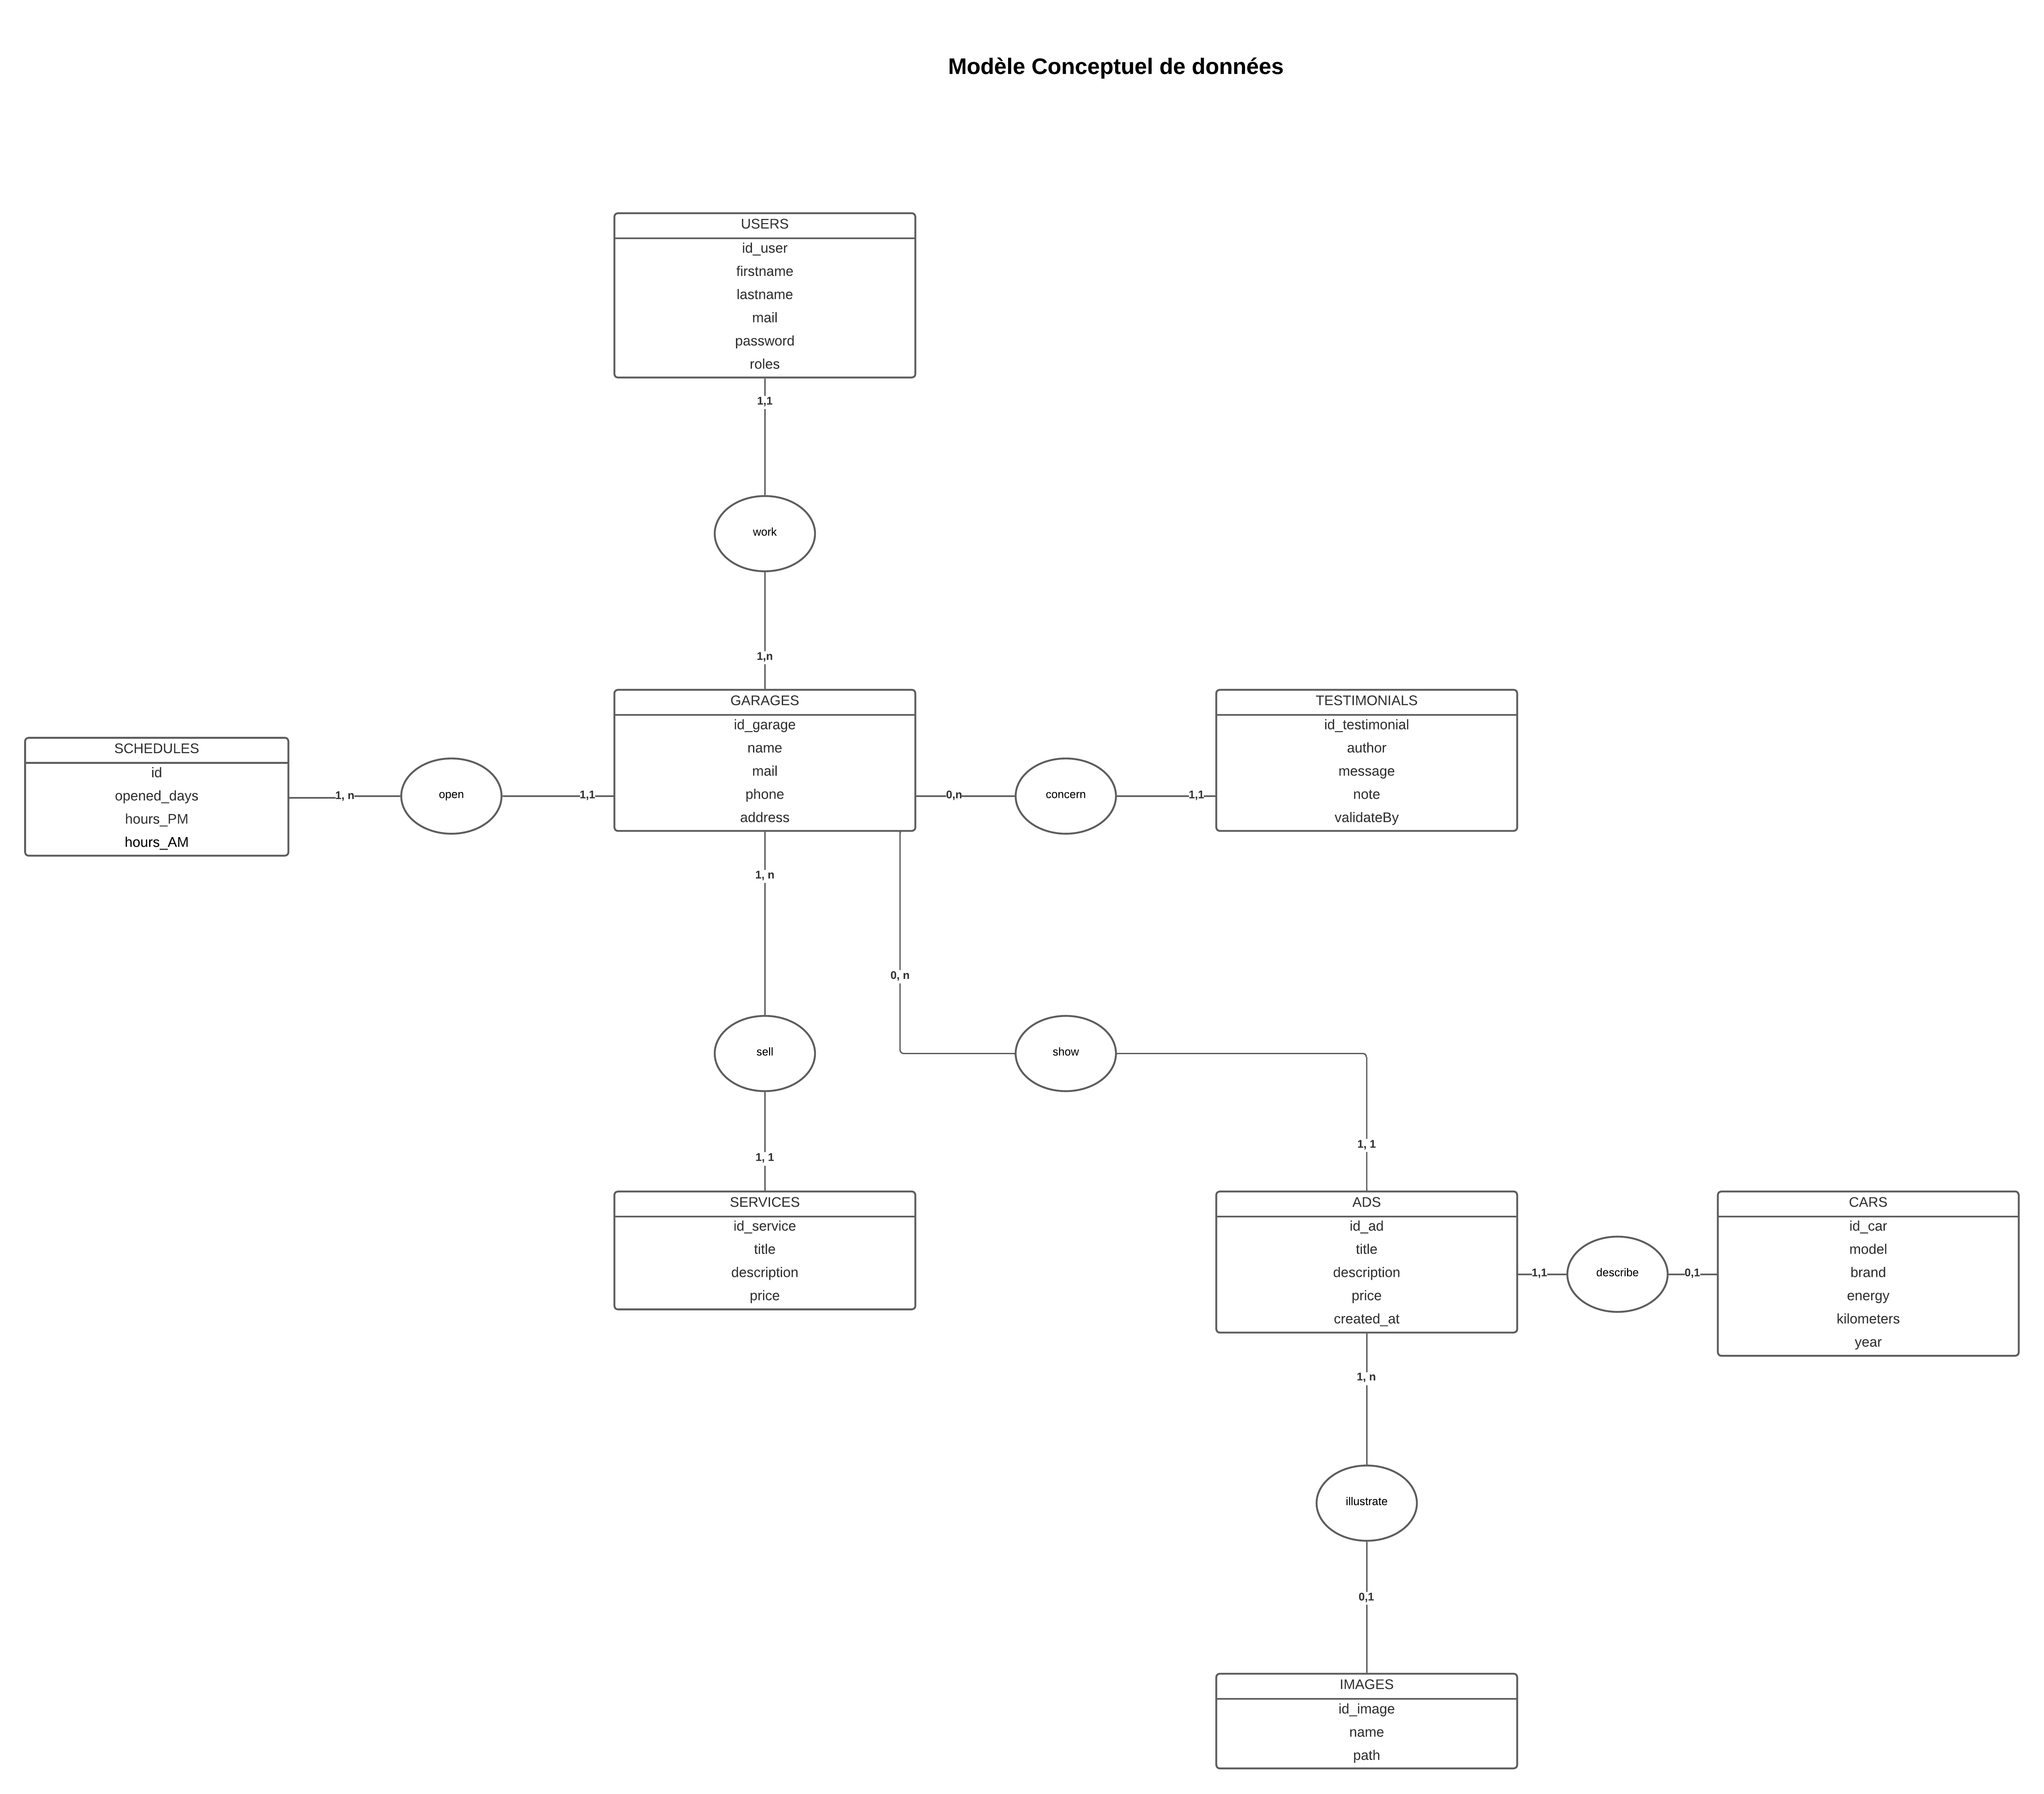 Modèle Conceptuel de données
USERS
id_user
firstname
lastname
mail
password
roles
1,1
work
1,n
GARAGES
id_garage
name
mail
phone
address
TESTIMONIALS
id_testimonial
author
message
note
validateBy
SCHEDULES
id
opened_days
hours_PM
hours_AM
1, n
open
1,1
0,n
concern
1,1
1, n
0, n
sell
show
1, 1
1, 1
SERVICES
id_service
title
description
price
ADS
id_ad
title
description
price
created_at
1,1
describe
0,1
CARS
id_car
model
brand
energy
kilometers
year
1, n
illustrate
0,1
IMAGES
id_image
name
path